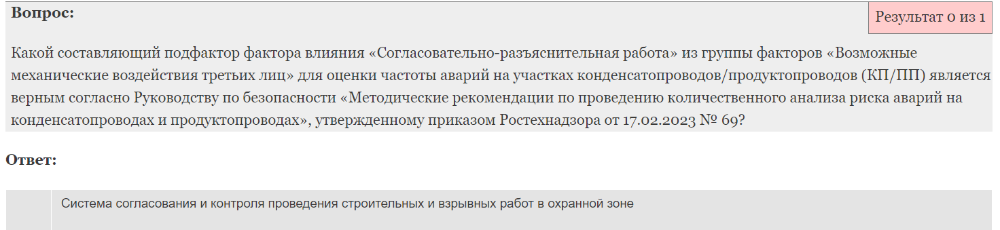 Вопрос:
Результат 0 из 1
Какой составляющий подфактор фактора влияния «Согласовательно-разъяснительная работа» из группы факторов «Возможные
механические воздействия третьих лиц» для оценки частоты аварий на участках конденсатопроводов/продуктопроводов (КП/ПП) является
верным согласно Руководству по безопасности «Методические рекомендации по проведению количественного анализа риска аварий на
конденсатопроводах и продуктопроводах», утвержденному приказом Ростехнадзора от 17.02.2023 № 69?
Ответ:
Система согласования и контроля проведения строительных и взрывных работ в охранной зоне